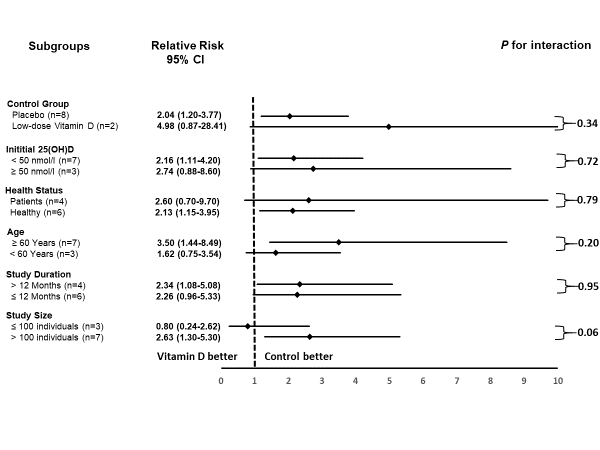 Subgroups Relative Risk P for interaction
95% CI
Control Group
Placebo (n=8) 2.04 (1.20-3.77)
Low-dose Vitamin D (n=2) 4.98 (0.87-28.41) 0.34
Inititial 25(OH)D
< 50 nmol/l (n=7) 2.16 (1.11-4.20)
≥ 50 nmol/l (n=3) 2.74 (0.88-8.60) 0.72
Health Status
Patients (n=4) 2.60 (0.70-9.70)
Healthy (n=6) 2.13 (1.15-3.95) 0.79
Age
≥ 60 Years (n=7) 3.50 (1.44-8.49)
< 60 Years (n=3) 1.62 (0.75-3.54) 0.20
Study Duration
> 12 Months (n=4) 2.34 (1.08-5.08)
≤ 12 Months (n=6) 2.26 (0.96-5.33) 0.95
Study Size
≤ 100 individuals (n=3) 0.80 (0.24-2.62)
> 100 individuals (n=7) 2.63 (1.30-5.30) 0.06
Vitamin D better Control better
0 1 2 3 4 5 6 7 8 9 10